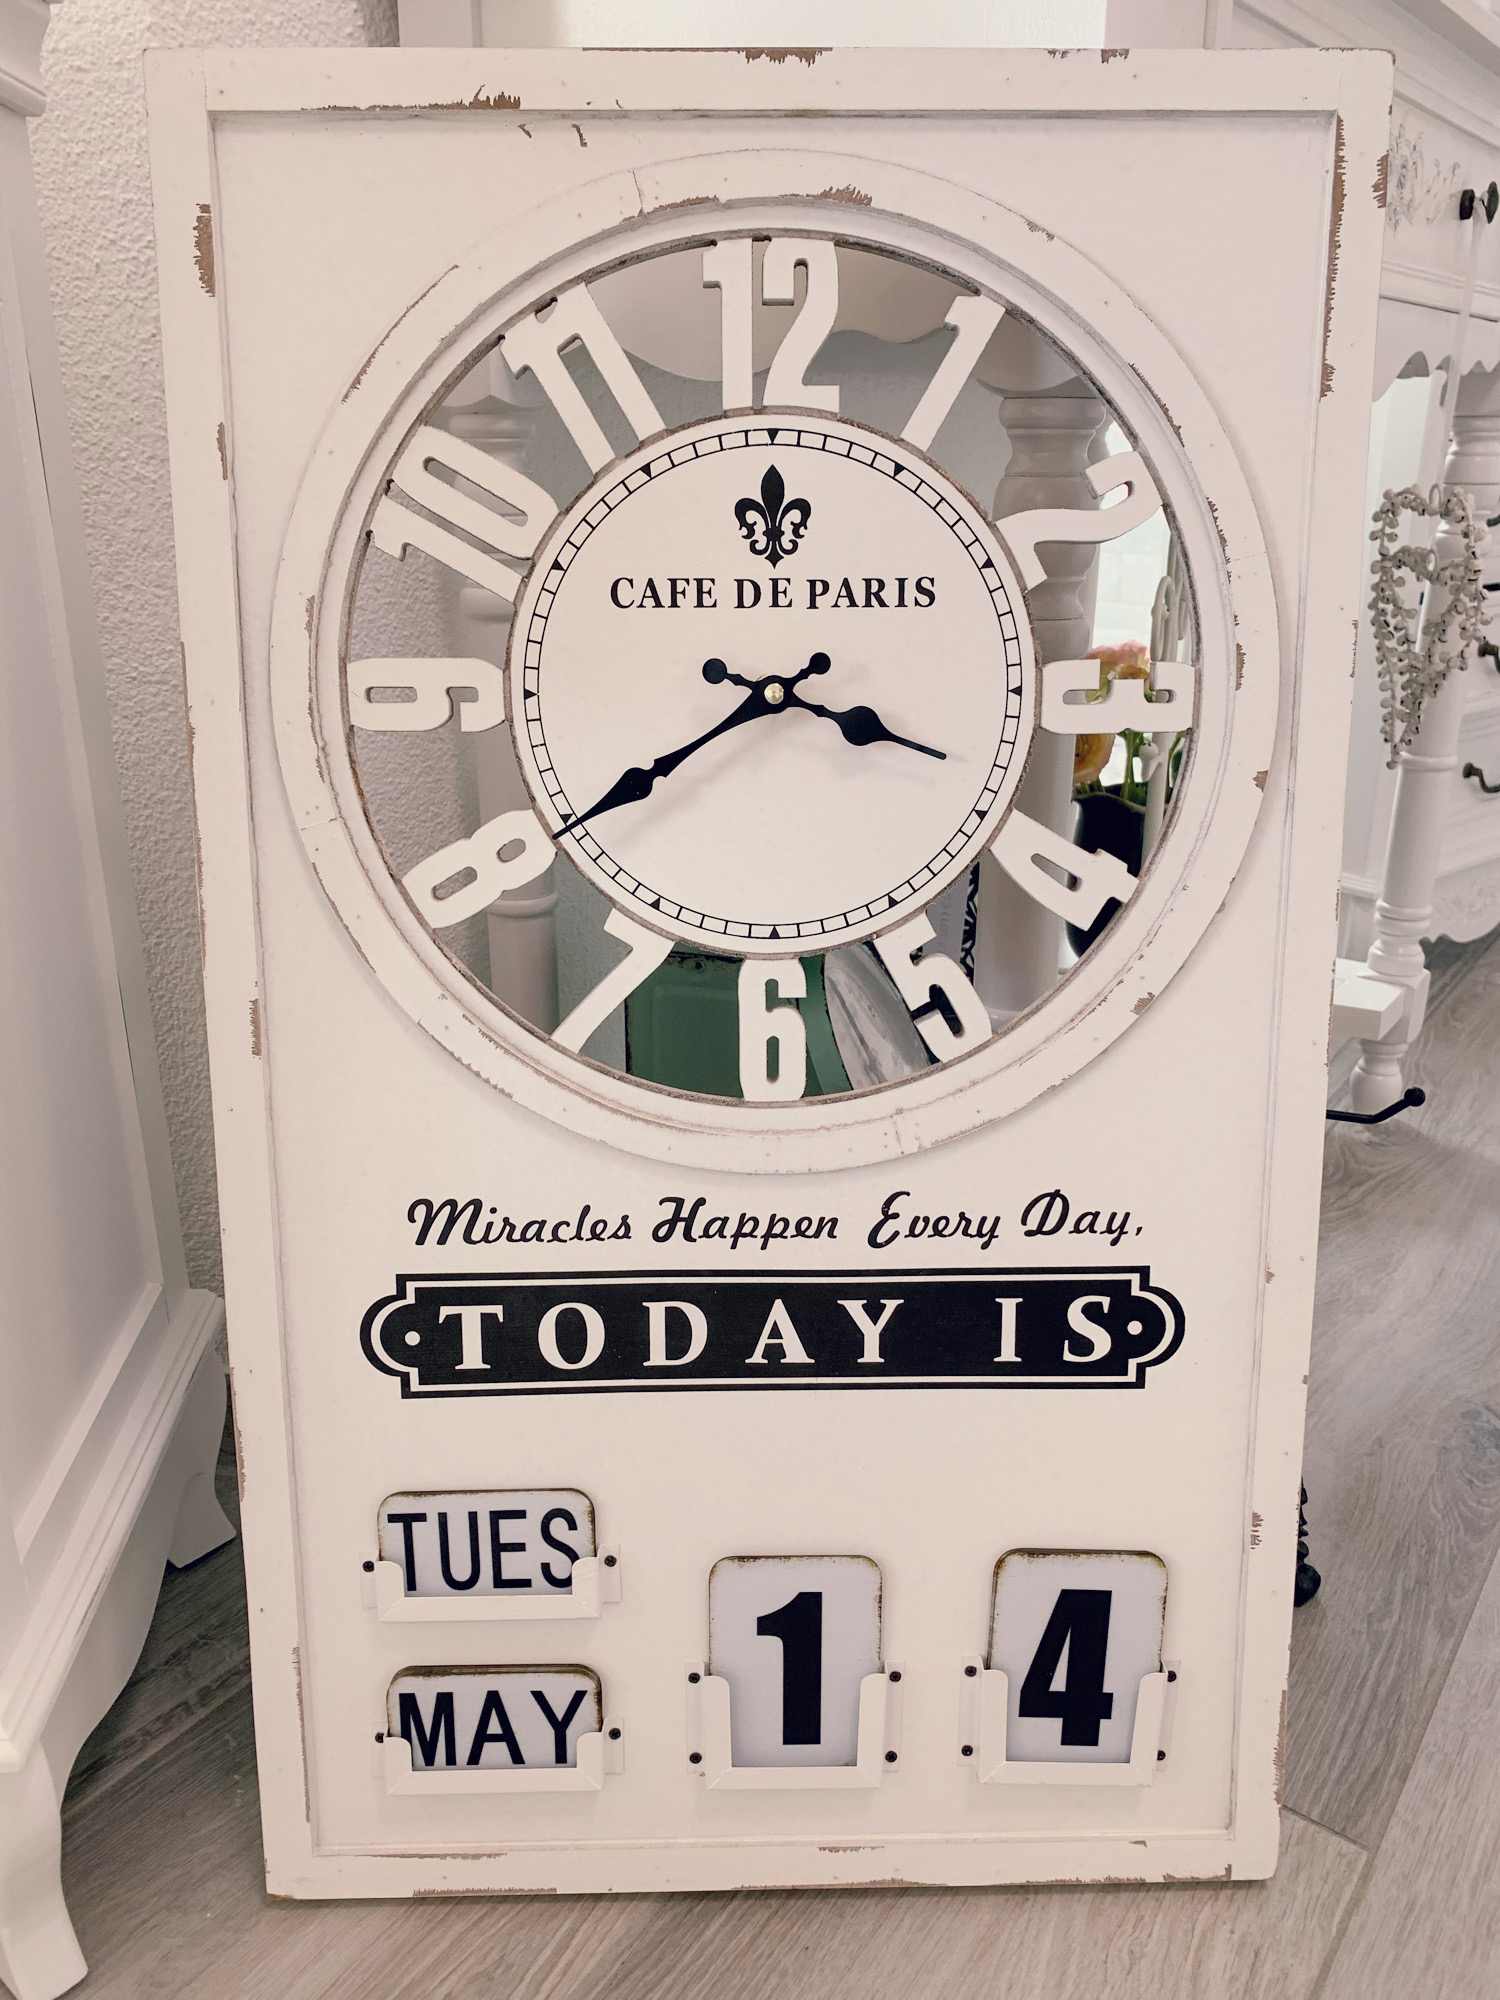 12
11
1
10
2
CAFE DE PARIS
9
3
8
4
7
5
6
Miracles Happen Every Day,
TODAY IS
TUES
MAY
1 4